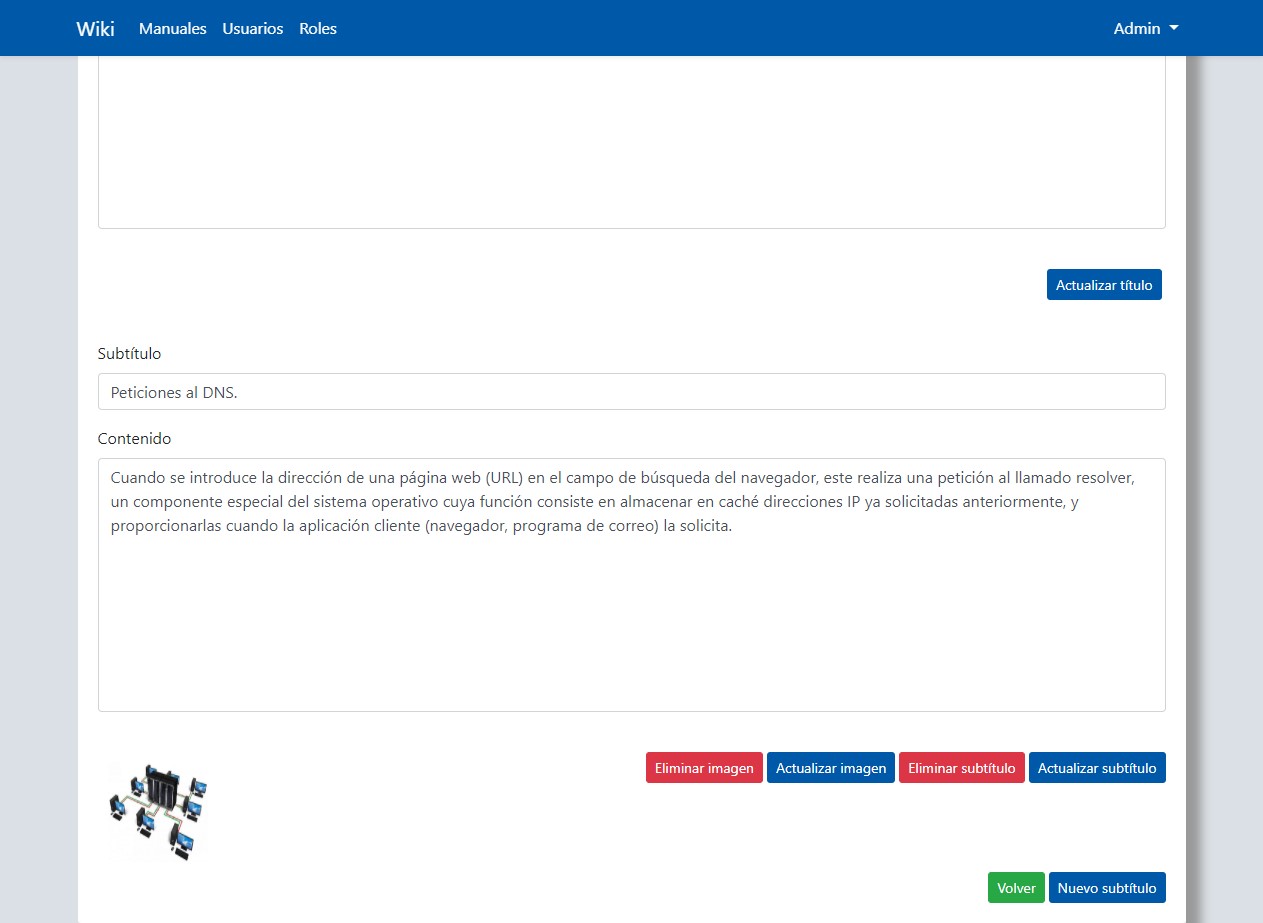 Wiki Manuales Usuarios Roles Admin
Actualizar título
Subtítulo
Peticiones al DNS.
Contenido
Cuando se introduce la dirección de una página web (URL) en el campo de búsqueda del navegador, este realiza una petición al llamado resolver,
un componente especial del sistema operativo cuya función consiste en almacenar en caché direcciones IP ya solicitadas anteriormente, y
proporcionarlas cuando la aplicación cliente (navegador, programa de correo) la solicita.
Eliminar imagen Actualizar imagen Eliminar subtítulo Actualizar subtítulo
Volver Nuevo subtítulo